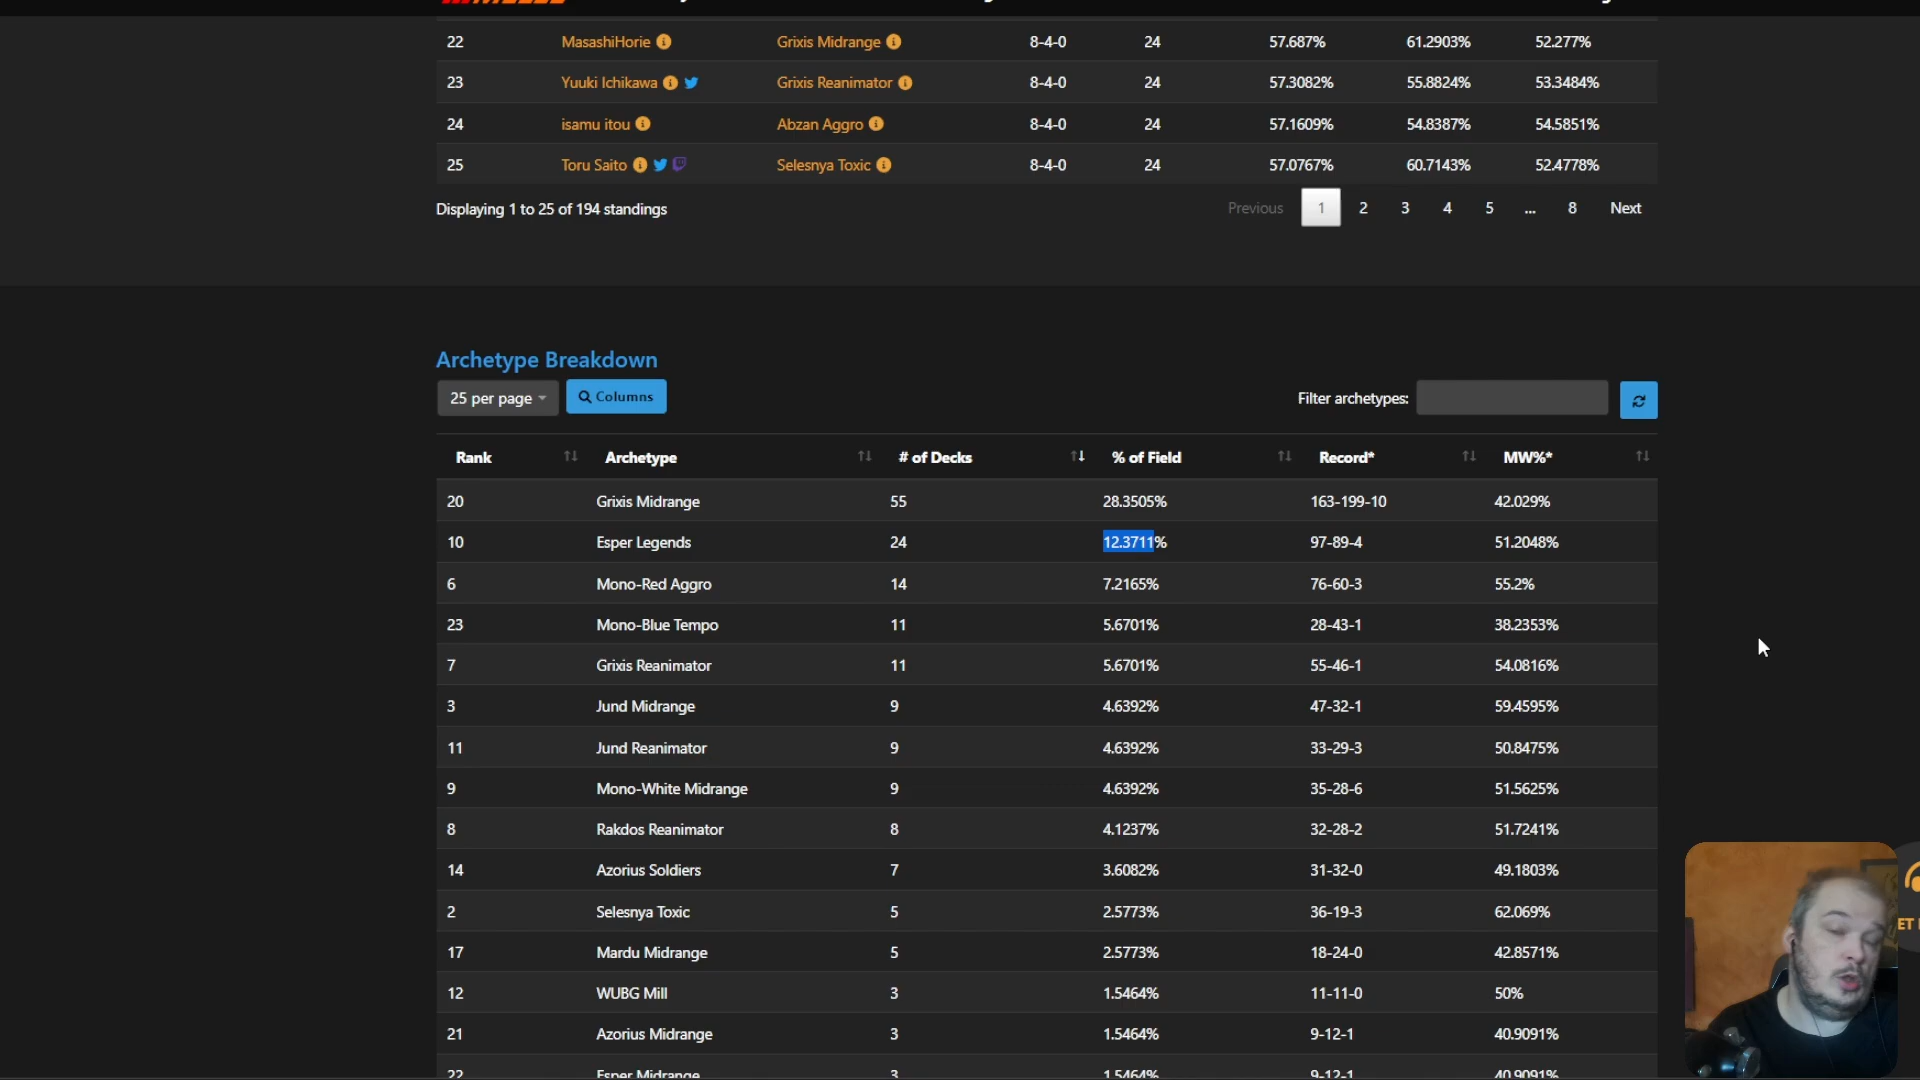 22 MasashiHorie Grixis Midrange 8-4-0 24 57.687% 61.2903% 52.277%
23 Yuuki Ichikawa Grixis Reanimator 8-4-0 24 57.3082% 55.8824% 53.3484%
24 isamu itou Abzan Aggro 8-4-0 24 57.1609% 54.8387% 54.5851%
25 Toru Saito Selesnya Toxic 8-4-0 24 57.0767% 60.7143% 52.4778%
Displaying 1 to 25 of 194 standings Previous 1 2 3 4 5 ... 8 Next
Archetype Breakdown
25 per page Columns Filter archetypes:
Rank Archetype # of Decks % of Field Record* MW%*
20 Grixis Midrange 55 28.3505% 163-199-10 42.029%
10 Esper Legends 24 12.3711% 97-89-4 51.2048%
6 Mono-Red Aggro 14 7.2165% 76-60-3 55.2%
23 Mono-Blue Tempo 11 5.6701% 28-43-1 38.2353%
7 Grixis Reanimator 11 5.6701% 55-46-1 54.0816%
3 Jund Midrange 9 4.6392% 47-32-1 59.4595%
11 Jund Reanimator 9 4.6392% 33-29-3 50.8475%
9 Mono-White Midrange 9 4.6392% 35-28-6 51.5625%
8 Rakdos Reanimator 8 4.1237% 32-28-2 51.7241%
14 Azorius Soldiers 7 3.6082% 31-32-0 49.1803%
2 Selesnya Toxic 5 2.5773% 36-19-3 62.069%
17 Mardu Midrange 5 2.5773% 18-24-0 42.8571%
12 WUBG Mill 3 1.5464% 11-11-0 50%
21 Azorius Midrange 3 1.5464% 9-12-1 40.9091%
22 Esper Midrange 3 1.5464% 9-12-1 40.9091%
ET